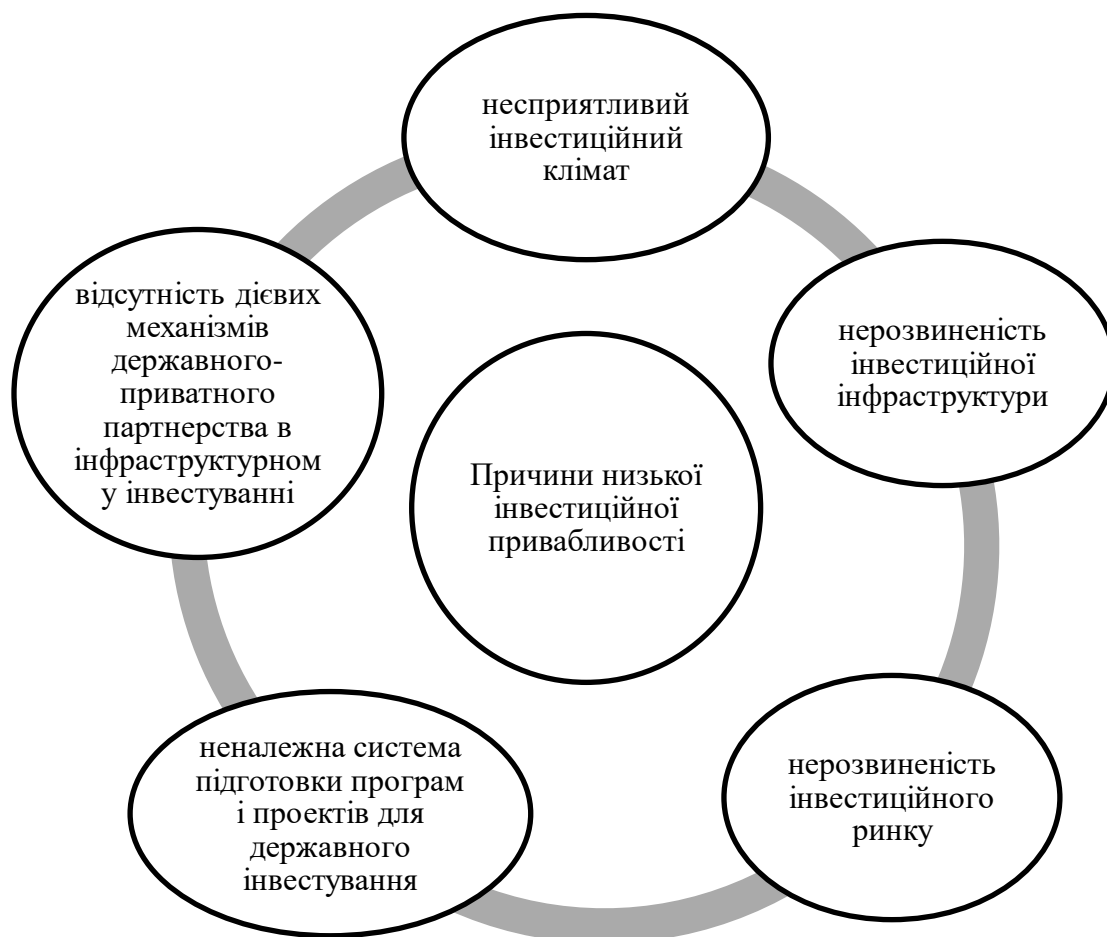 несприятливий
інвестиційний
клімат
відсутність дієвих
механізмів
державного-
приватного
партнерства в
інфраструктурном
у інвестуванні
нерозвиненість
інвестиційної
інфраструктури
Причини низької
інвестиційної
привабливості
неналежна система
підготовки програм
і проектів для
державного
інвестування
нерозвиненість
інвестиційного
ринку